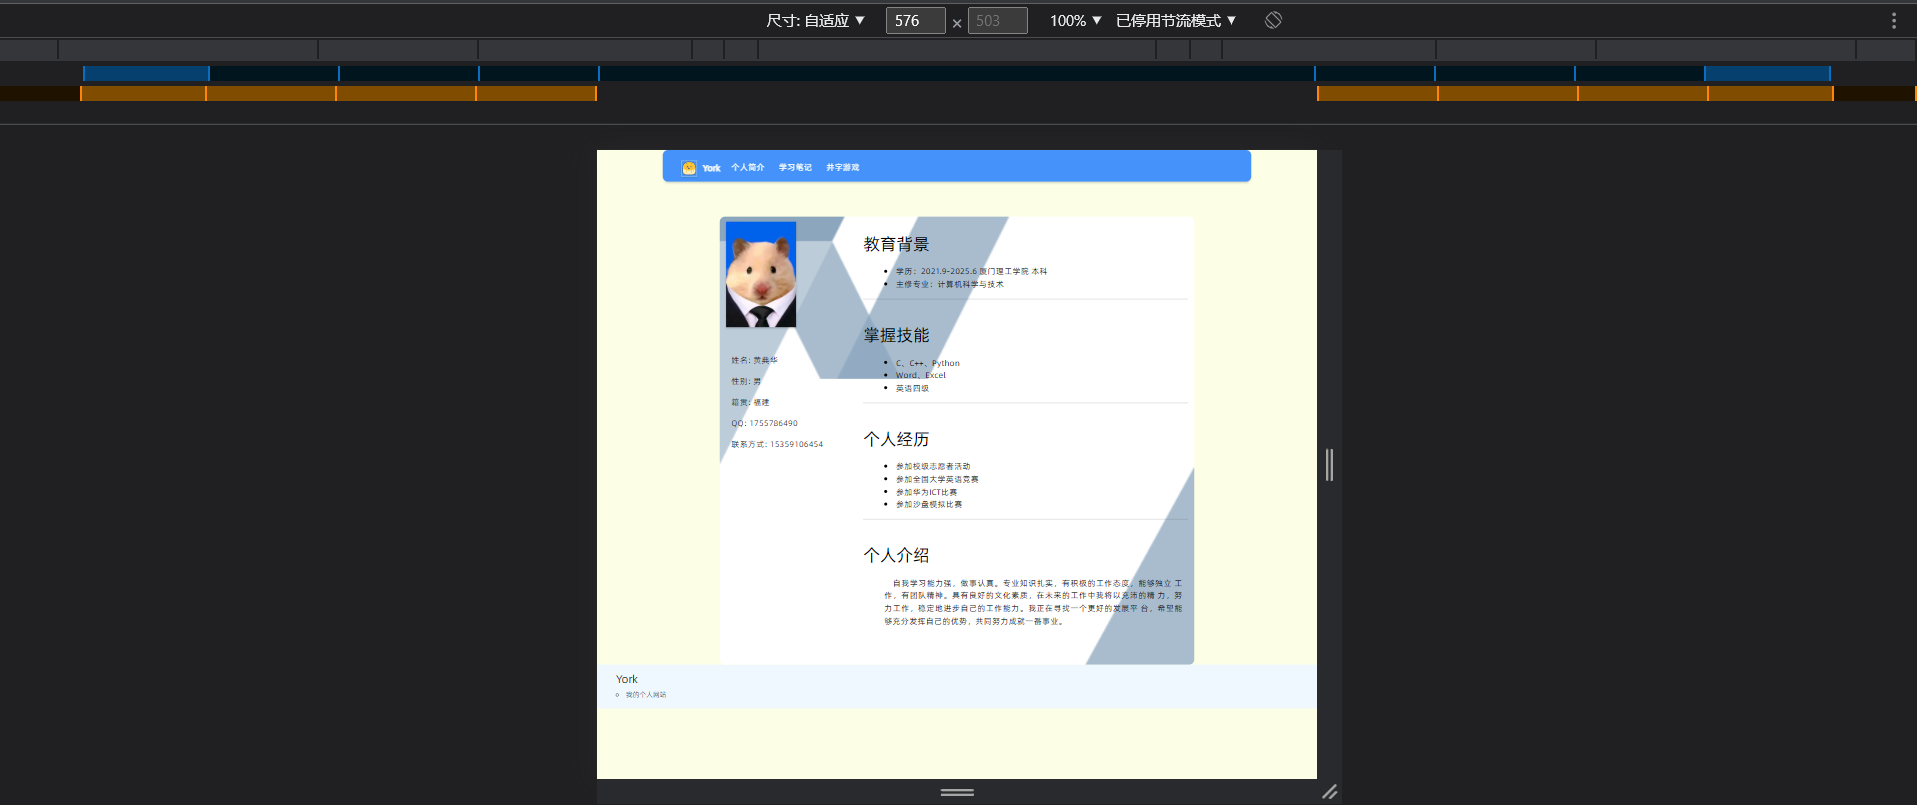 尺寸: 自适应 ▼ 576 × 503 100% ▼ 已停用节流模式 ▼
York 个人简介 学习笔记 井字游戏
教育背景
学历：2021.9-2025.6 厦门理工学院 本科
主修专业：计算机科学与技术
掌握技能
C、C++、Python
Word、Excel
英语四级
姓名: 贾典华
性别: 男
籍贯: 福建
QQ: 1755786490
联系方式: 15359106454
个人经历
参加校级志愿者活动
参加全国大学英语竞赛
参加华为ICT比赛
参加沙盘模拟比赛
个人介绍
自我学习能力强，做事认真。专业知识扎实，有积极的工作态度，能够独立 工
作，有团队精神。具有良好的文化素质，在未来的工作中我将以充沛的精 力，努
力工作，稳定地进步自己的工作能力。我正在寻找一个更好的发展平 台，希望能
够充分发挥自己的优势，共同努力成就一番事业。
York
我的个人网站